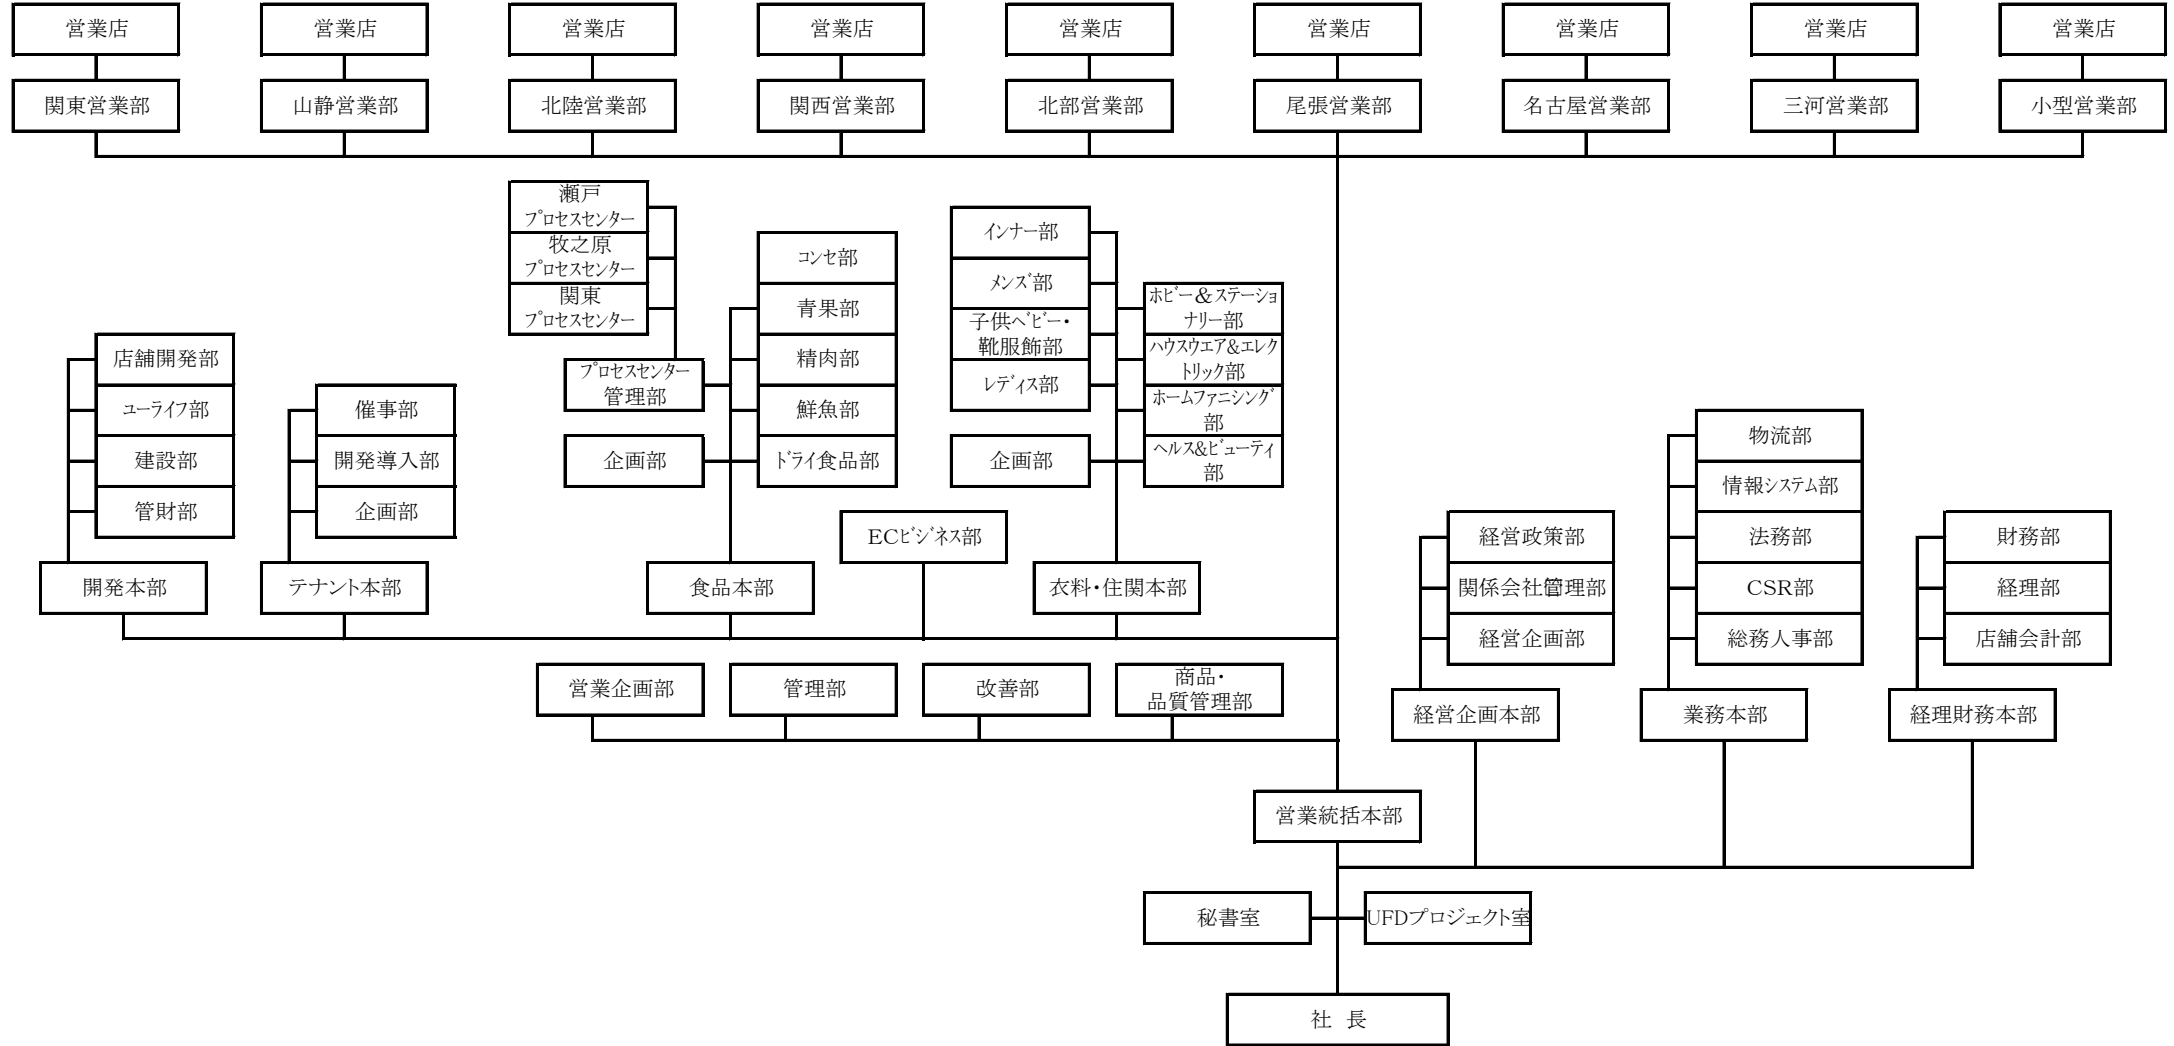 営業店
営業店
営業店
営業店
営業店
営業店
営業店
営業店
営業店
関東営業部
山静営業部
北陸営業部
関西営業部
北部営業部
尾張営業部
名古屋営業部
三河営業部
小型営業部
瀬戸
プロセスセンター
牧之原
プロセスセンター
関東
プロセスセンター
プロセスセンター
管理部
企画部
コンセ部
青果部
精肉部
鮮魚部
ドライ食品部
インナー部
メンズ部
子供ベビー・
靴服飾部
レディス部
企画部
ホビー&ステーショ
ナリー部
ハウスウエア&エレク
トリック部
ホームファニシング
部
ヘルス&ビューティ
部
店舗開発部
ユーライフ部
建設部
管財部
催事部
開発導入部
企画部
ECビジネス部
開発本部
テナント本部
食品本部
衣料・住関本部
経営政策部
関係会社管理部
経営企画部
物流部
情報システム部
法務部
CSR部
総務人事部
財務部
経理部
店舗会計部
営業企画部
管理部
改善部
商品・
品質管理部
経営企画本部
業務本部
経理財務本部
営業統括本部
秘書室
UFDプロジェクト室
社 長